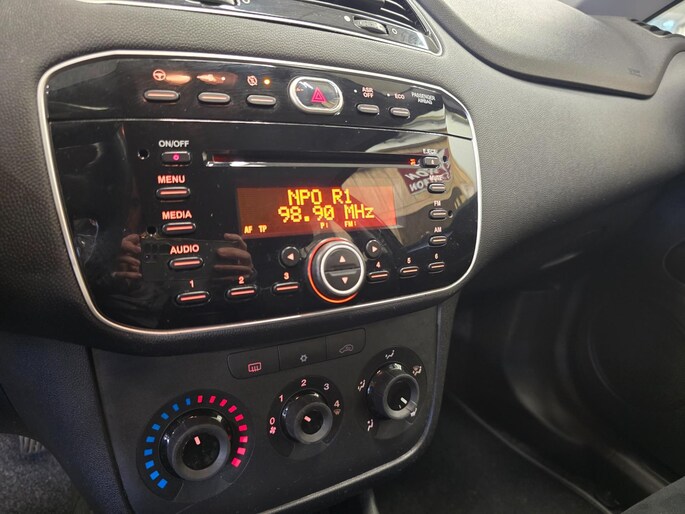 ASR
OFF
ECO
PASSENGER
AIRBAG
ON/OFF
MENU
MEDIA
AUDIO
EJECT
FM
AM
NPO R1
98.90 MHz
AF TP
1
2
3
4
5
6
0
1
2
3
4